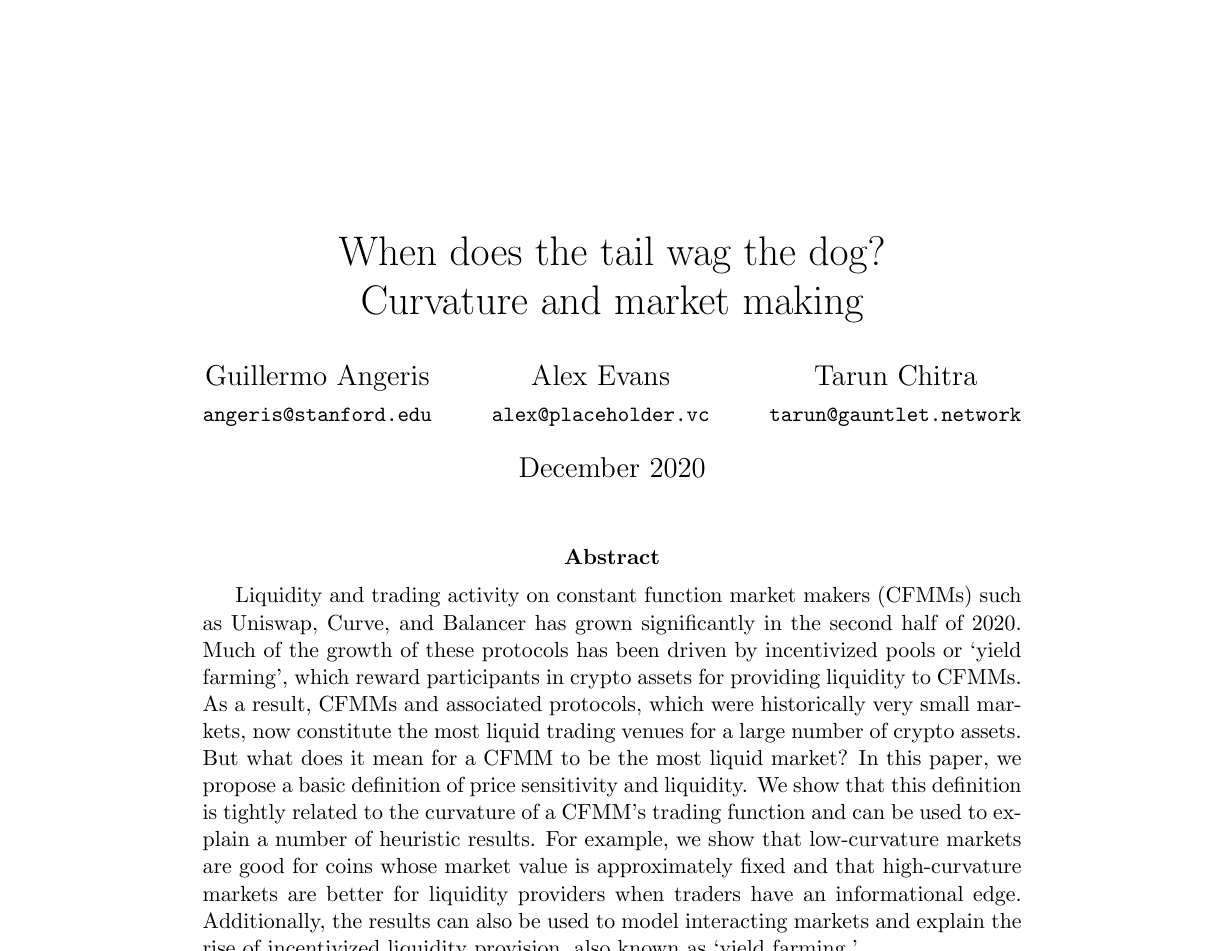 When does the tail wag the dog?
Curvature and market making
Guillermo Angeris Alex Evans Tarun Chitra
angeris@stanford.edu alex@placeholder.vc tarun@gauntlet.network
December 2020
Abstract
Liquidity and trading activity on constant function market makers (CFMMs) such
as Uniswap, Curve, and Balancer has grown significantly in the second half of 2020.
Much of the growth of these protocols has been driven by incentivized pools or ‘yield
farming’, which reward participants in crypto assets for providing liquidity to CFMMs.
As a result, CFMMs and associated protocols, which were historically very small mar-
kets, now constitute the most liquid trading venues for a large number of crypto assets.
But what does it mean for a CFMM to be the most liquid market? In this paper, we
propose a basic definition of price sensitivity and liquidity. We show that this definition
is tightly related to the curvature of a CFMM’s trading function and can be used to ex-
plain a number of heuristic results. For example, we show that low-curvature markets
are good for coins whose market value is approximately fixed and that high-curvature
markets are better for liquidity providers when traders have an informational edge.
Additionally, the results can also be used to model interacting markets and explain the
rise of incentivized liquidity provision, also known as ‘yield farming.’